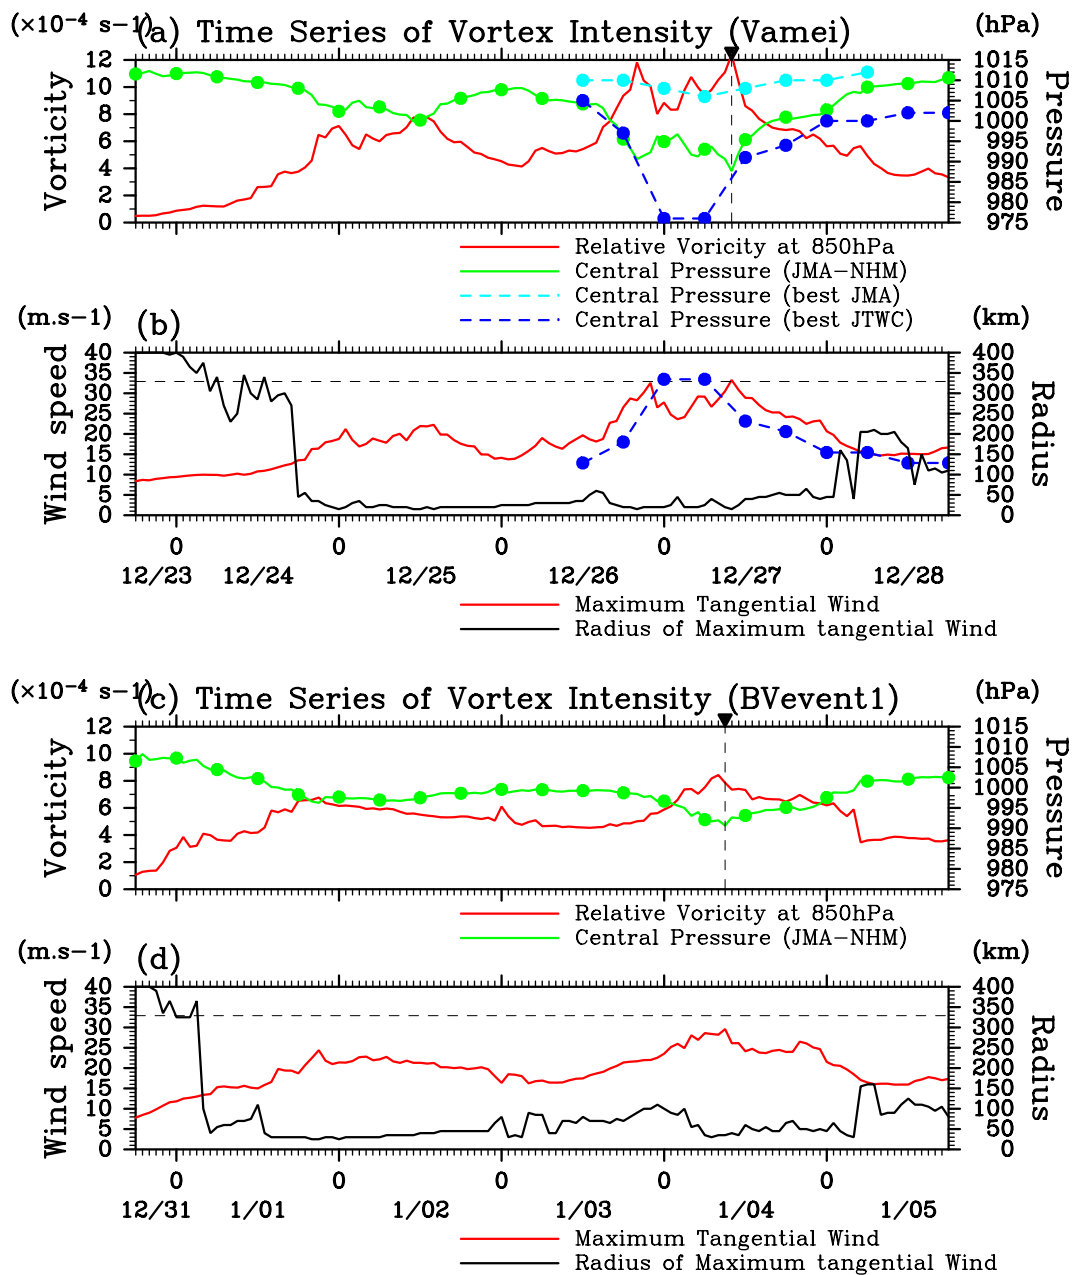 (×10⁻⁴ s−1) (a) Time Series of Vortex Intensity (Vamei) (hPa)
Vorticity
12
10
8
6
4
2
0
1015
1010
1005
1000
995
990
985
980
975
Pressure
Relative Voricity at 850hPa
Central Pressure (JMA−NHM)
Central Pressure (best JMA)
Central Pressure (best JTWC)
(m.s−1) (b) (km)
Wind speed
40
35
30
25
20
15
10
5
0
400
350
300
250
200
150
100
50
0
Radius
0 0 0 0 0
12/23 12/24 12/25 12/26 12/27 12/28
Maximum Tangential Wind
Radius of Maximum tangential Wind
(×10⁻⁴ s−1) (c) Time Series of Vortex Intensity (BVevent1) (hPa)
Vorticity
12
10
8
6
4
2
0
1015
1010
1005
1000
995
990
985
980
975
Pressure
Relative Voricity at 850hPa
Central Pressure (JMA−NHM)
(m.s−1) (d) (km)
Wind speed
40
35
30
25
20
15
10
5
0
400
350
300
250
200
150
100
50
0
Radius
0 0 0 0 0
12/31 1/01 1/02 1/03 1/04 1/05
Maximum Tangential Wind
Radius of Maximum tangential Wind